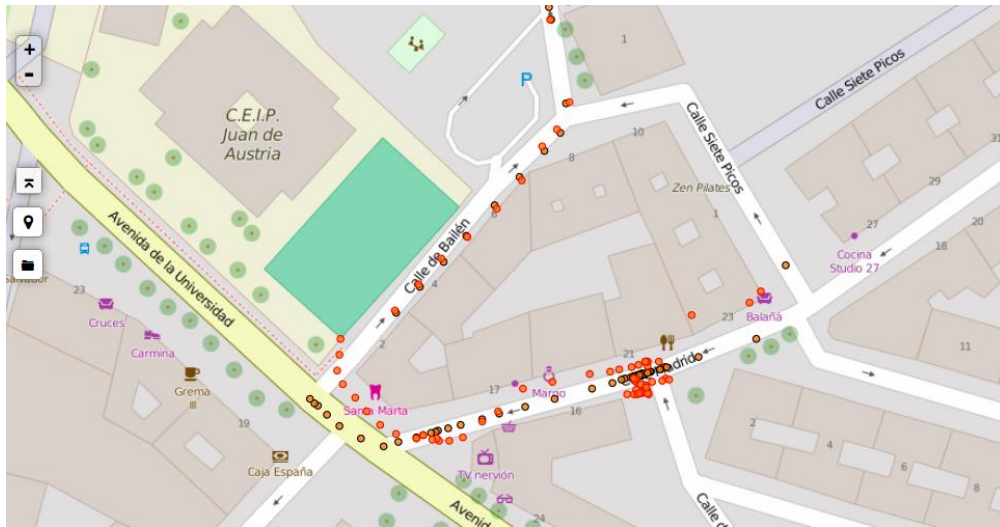 +
-
1
P
C.E.I.P.
Juan de
Austria
10
8
6
4
2
Calle de Bailén
Calle Siete Picos
Calle Siete Picos
Zen Pilates
1
31
29
27
20
18
Cocina
Studio 27
Avenida de la Universidad
Salvador
23
Cruces
Carmina
Grema
III
19
Caja España
Santa Marta
17
Margo
16
21
23
Balañá
11
TV nervión
24
Avenid
2
4
6
8
Calle d